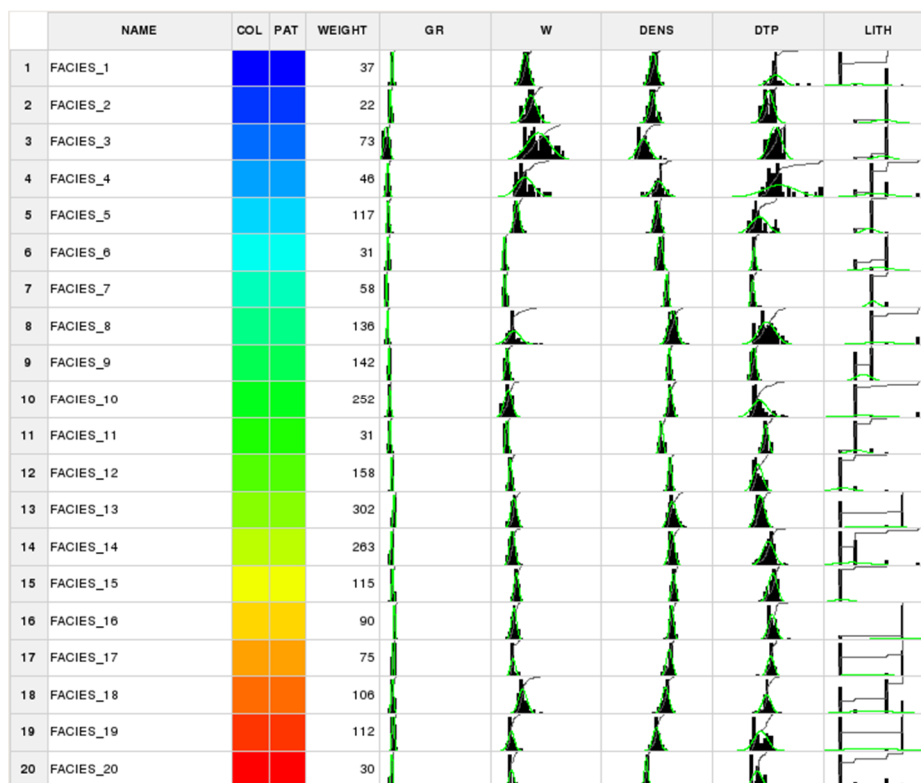 NAME COL PAT WEIGHT GR W DENS DTP LITH
1 FACIES_1 37
2 FACIES_2 22
3 FACIES_3 73
4 FACIES_4 46
5 FACIES_5 117
6 FACIES_6 31
7 FACIES_7 58
8 FACIES_8 136
9 FACIES_9 142
10 FACIES_10 252
11 FACIES_11 31
12 FACIES_12 158
13 FACIES_13 302
14 FACIES_14 263
15 FACIES_15 115
16 FACIES_16 90
17 FACIES_17 75
18 FACIES_18 106
19 FACIES_19 112
20 FACIES_20 30